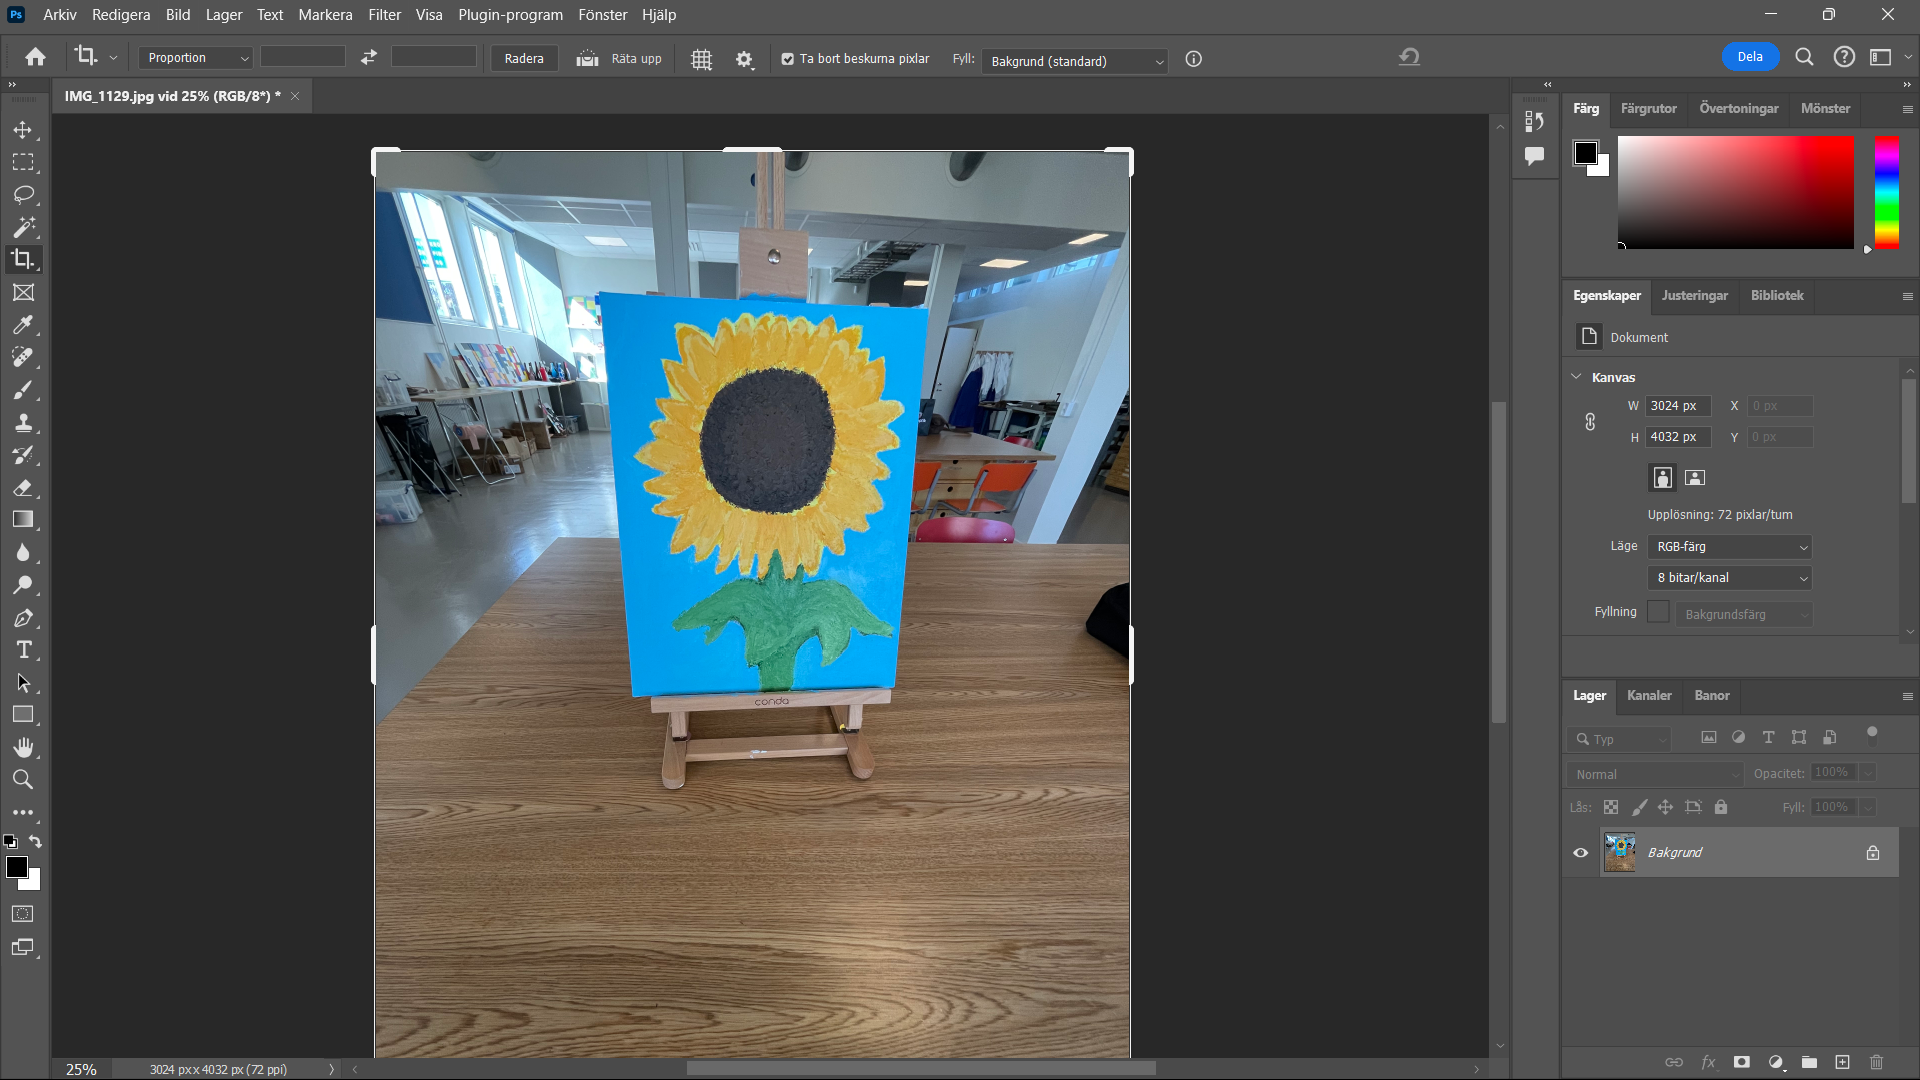 Ps Arkiv Redigera Bild Lager Text Markera Filter Visa Plugin-program Fönster Hjälp
Proportion Radera Räta upp Ta bort beskurna pixlar Fyll: Bakgrund (standard) Dela
IMG_1129.jpg vid 25% (RGB/8*) *
Färg Färgrutor Övertoningar Mönster
Egenskaper Justeringar Bibliotek
Dokument
Kanvas
W 3024 px X 0 px
H 4032 px Y 0 px
Upplösning: 72 pixlar/tum
Läge RGB-färg
8 bitar/kanal
Fyllning Bakgrundsfärg
conda
Lager Kanaler Banor
Typ
Normal Opacitet: 100%
Lås: Fyll: 100%
Bakgrund
25% 3024 px x 4032 px (72 ppi)